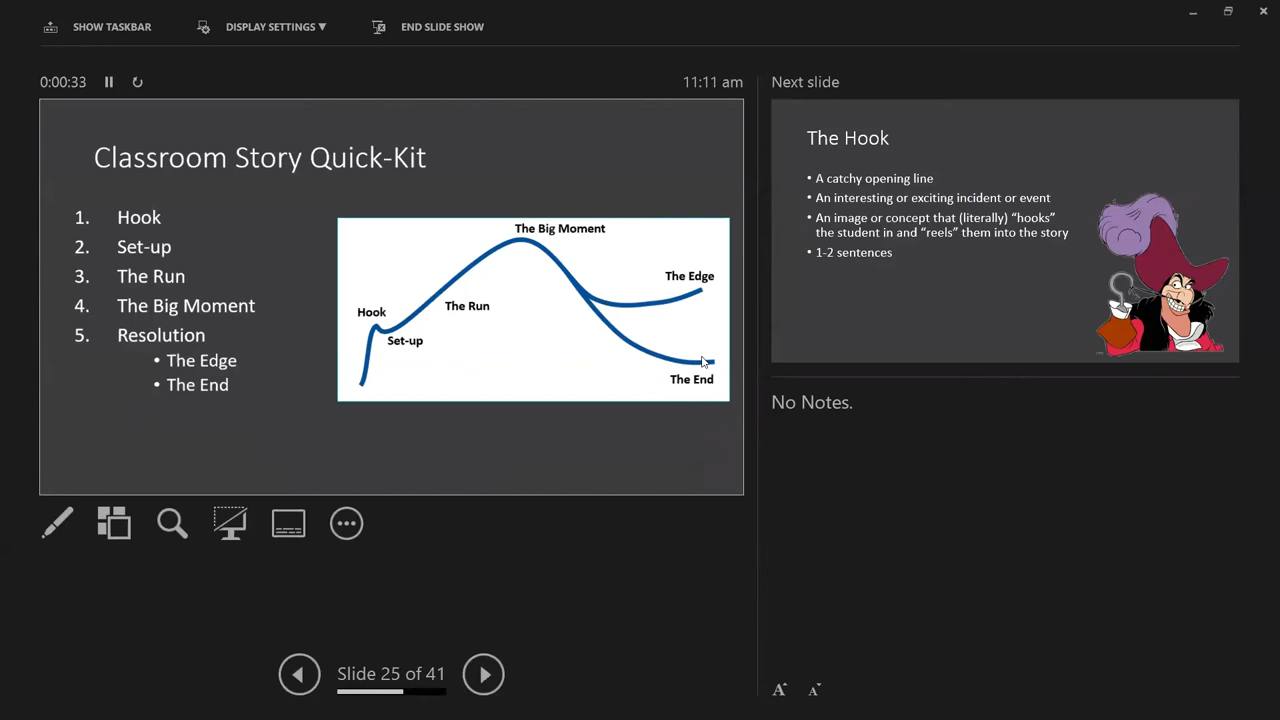 SHOW TASKBAR
DISPLAY SETTINGS ▼
END SLIDE SHOW
0:00:33
11:11 am
Next slide
Classroom Story Quick-Kit
1. Hook
2. Set-up
3. The Run
4. The Big Moment
5. Resolution
• The Edge
• The End
The Big Moment
The Edge
Hook
The Run
Set-up
The End
The Hook
• A catchy opening line
• An interesting or exciting incident or event
• An image or concept that (literally) “hooks”
the student in and “reels” them into the story
• 1-2 sentences
No Notes.
Slide 25 of 41
A A